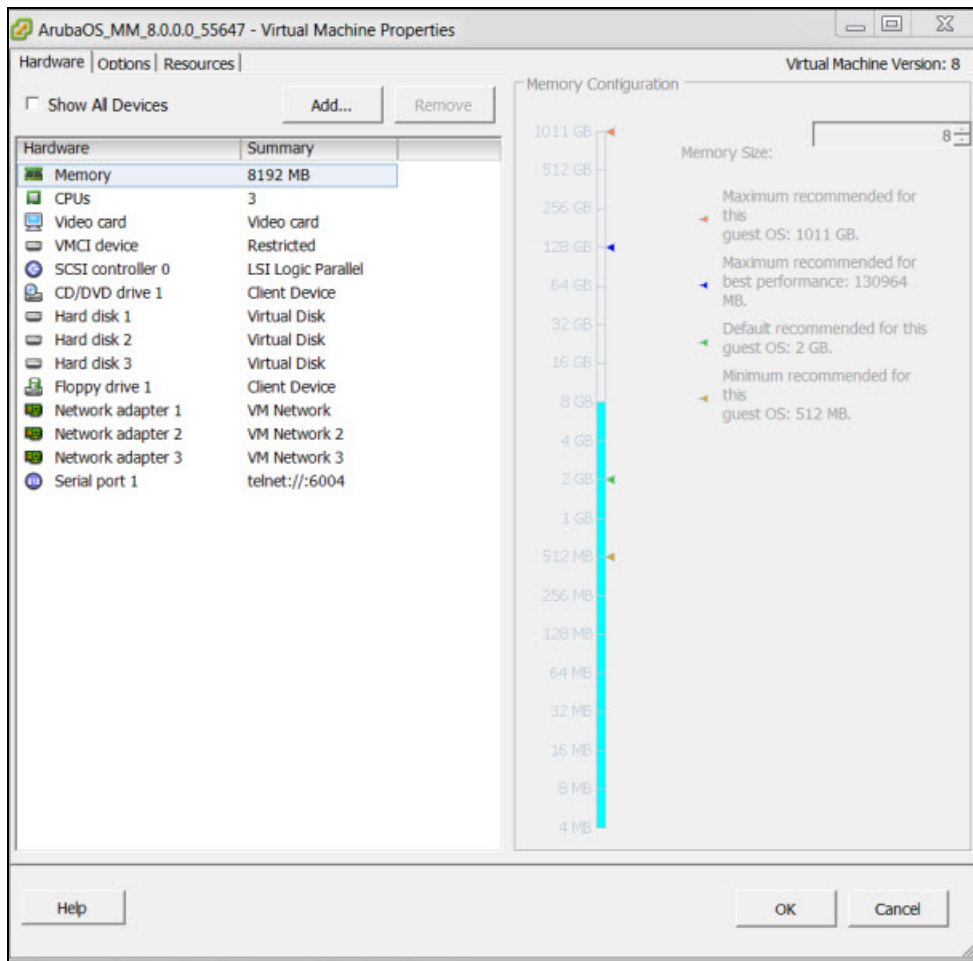 ArubaOS_MM_8.0.0.0_55647 - Virtual Machine Properties
Hardware Options Resources
Virtual Machine Version: 8
Show All Devices
Add...
Remove
Hardware Summary
Memory 8192 MB
CPUs 3
Video card Video card
VMCI device Restricted
SCSI controller 0 LSI Logic Parallel
CD/DVD drive 1 Client Device
Hard disk 1 Virtual Disk
Hard disk 2 Virtual Disk
Hard disk 3 Virtual Disk
Floppy drive 1 Client Device
Network adapter 1 VM Network
Network adapter 2 VM Network 2
Network adapter 3 VM Network 3
Serial port 1 telnet://:6004
Memory Configuration
1011 GB
512 GB
256 GB
128 GB
64 GB
32 GB
16 GB
8 GB
4 GB
2 GB
1 GB
512 MB
256 MB
128 MB
64 MB
32 MB
16 MB
8 MB
4 MB
Memory Size:
8
Maximum recommended for
this
guest OS: 1011 GB.
Maximum recommended for
best performance: 130964
MB.
Default recommended for this
guest OS: 2 GB.
Minimum recommended for
this
guest OS: 512 MB.
Help
OK
Cancel